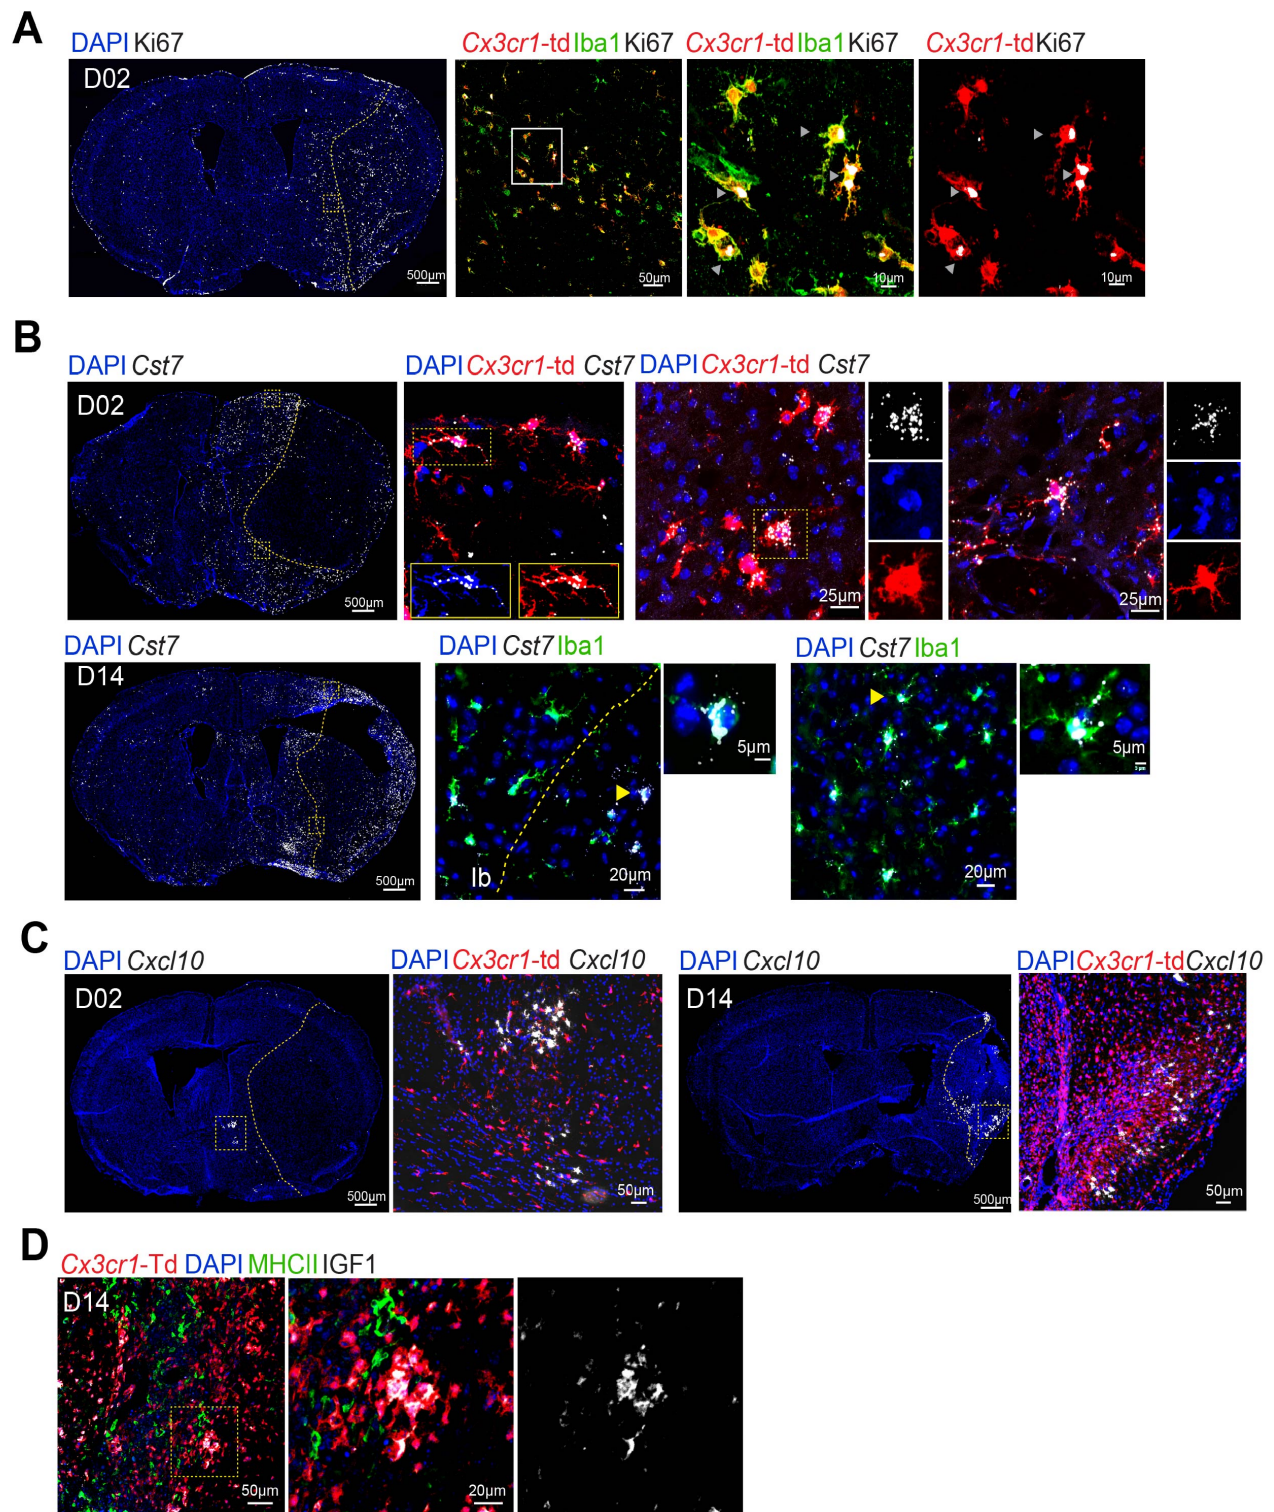 A
DAPI Ki67
Cx3cr1-td Iba1 Ki67
Cx3cr1-td Iba1 Ki67
Cx3cr1-td Ki67
D02
500µm
50µm
10µm
10µm
B
DAPI Cst7
DAPI Cx3cr1-td Cst7
DAPI Cx3cr1-td Cst7
D02
500µm
25µm
25µm
DAPI Cst7
DAPI Cst7 Iba1
DAPI Cst7 Iba1
D14
500µm
Ib
20µm
5µm
20µm
5µm
5 µm
C
DAPI Cxcl10
DAPI Cx3cr1-td Cxcl10
DAPI Cxcl10
DAPI Cx3cr1-td Cxcl10
D02
500µm
50µm
D14
500µm
50µm
D
Cx3cr1-Td DAPI MHCII IGF1
D14
50µm
20µm